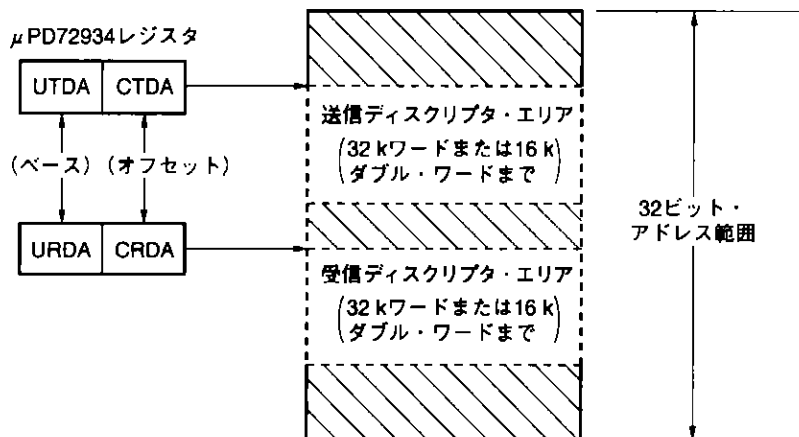 μPD72934レジスタ
UTDA CTDA
(ベース) (オフセット)
URDA CRDA
送信ディスクリプタ・エリア
(32 kワードまたは16 k
ダブル・ワードまで)
受信ディスクリプタ・エリア
(32 kワードまたは16 k
ダブル・ワードまで)
32ビット・
アドレス範囲